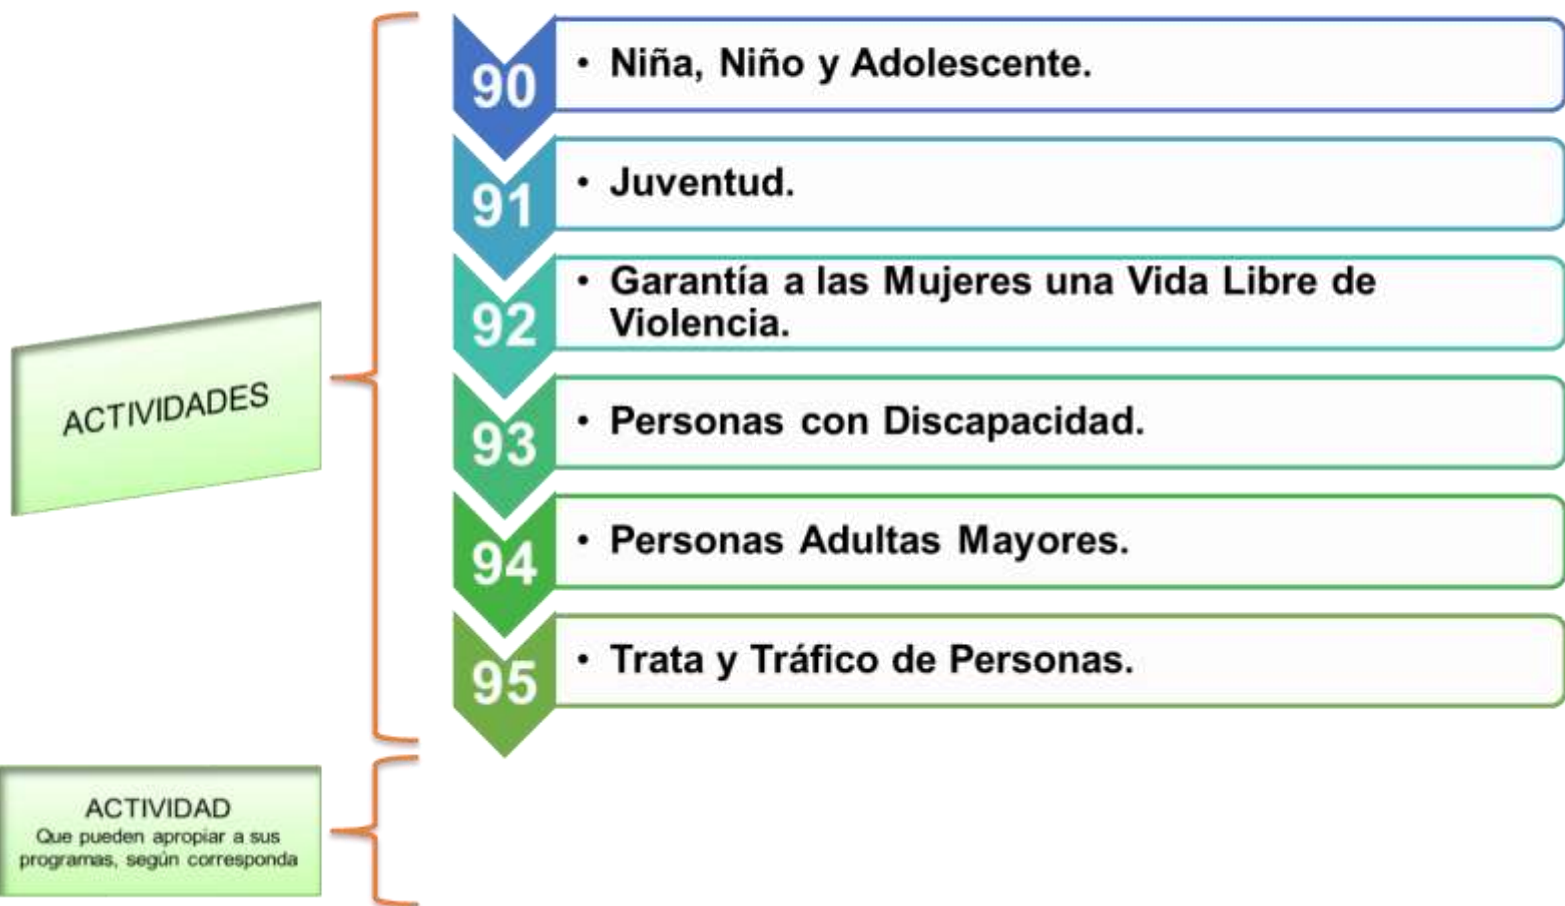 ACTIVIDADES
90
• Niña, Niño y Adolescente.
91
• Juventud.
92
• Garantía a las Mujeres una Vida Libre de
Violencia.
93
• Personas con Discapacidad.
94
• Personas Adultas Mayores.
95
• Trata y Tráfico de Personas.
ACTIVIDAD
Que pueden apropiar a sus
programas, según corresponda